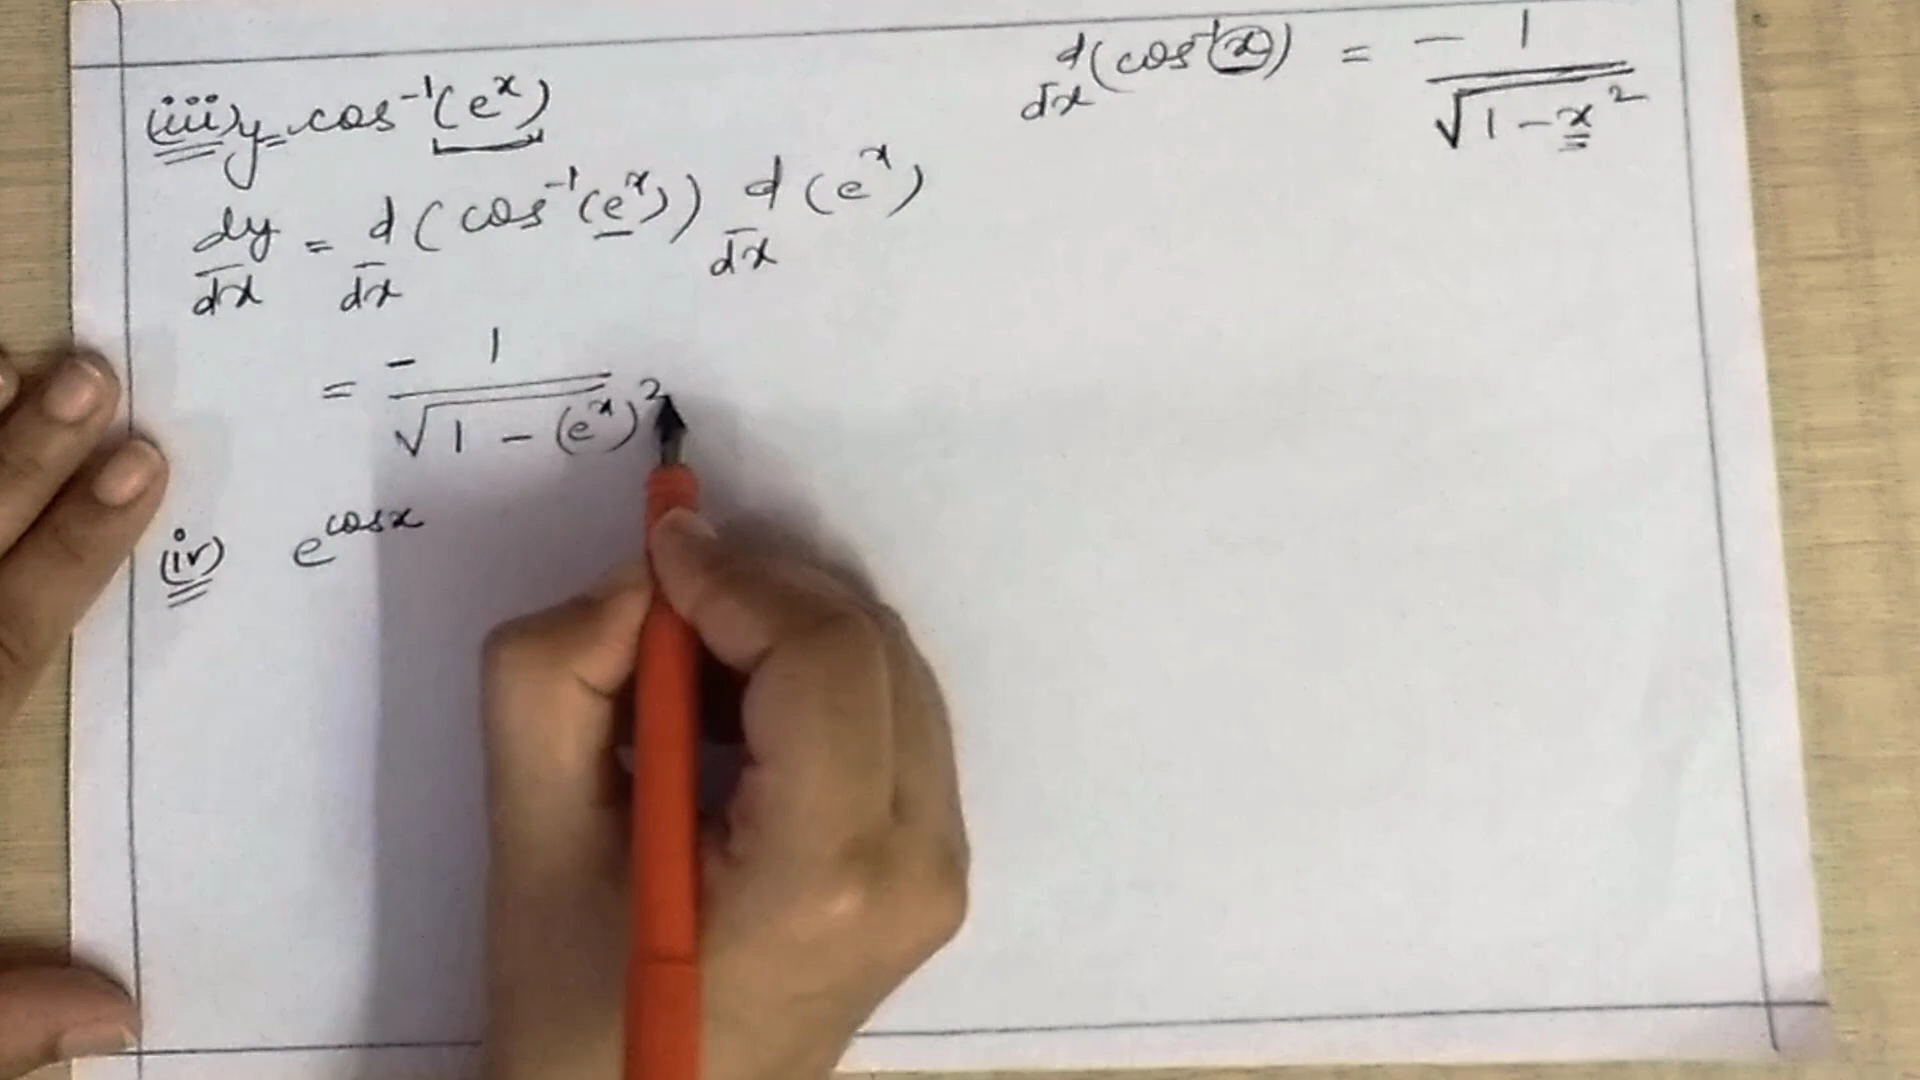 (iii) y = cos⁻¹(eˣ)
d/dx (cos⁻¹(x)) = - 1/√(1-x²)
dy/dx = d/dx (cos⁻¹(eˣ)) d/dx (eˣ)
= - 1/√(1 - (eˣ)²)
(iv) e^cosx